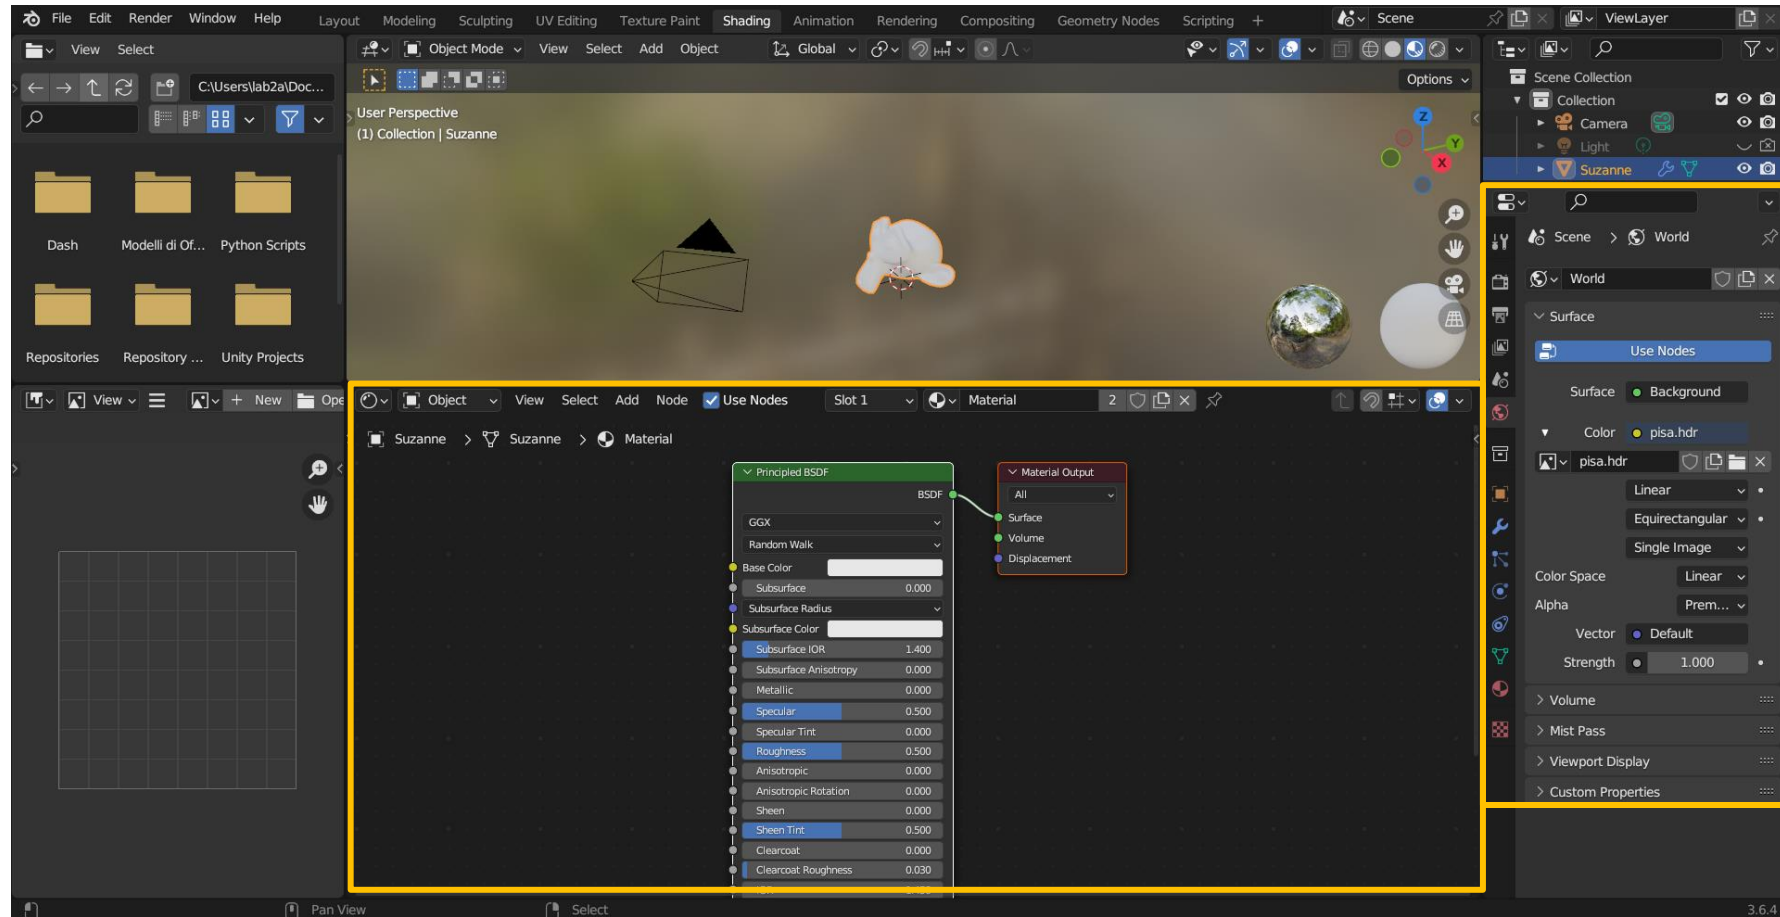 File Edit Render Window Help Layout Modeling Sculpting UV Editing Texture Paint Shading Animation Rendering Compositing Geometry Nodes Scripting + Scene ViewLayer
View Select
Object Mode View Select Add Object Global
C:\Users\lab2a\Doc...
Options
User Perspective
(1) Collection | Suzanne
Z
Y
X
Dash Modelli di Of... Python Scripts
Repositories Repository ... Unity Projects
Scene Collection
Collection
Camera
Light
Suzanne
Scene > World
World
Surface
Use Nodes
Surface Background
Color pisa.hdr
pisa.hdr
Linear
Equirectangular
Single Image
Color Space Linear
Alpha Prem...
Vector Default
Strength 1.000
Volume
Mist Pass
Viewport Display
Custom Properties
View + New Ope
Object View Select Add Node Use Nodes Slot 1 Material 2
Suzanne > Suzanne > Material
Principled BSDF
BSDF
GGX
Random Walk
Base Color
Subsurface 0.000
Subsurface Radius
Subsurface Color
Subsurface IOR 1.400
Subsurface Anisotropy 0.000
Metallic 0.000
Specular 0.500
Specular Tint 0.000
Roughness 0.500
Anisotropic 0.000
Anisotropic Rotation 0.000
Sheen 0.000
Sheen Tint 0.500
Clearcoat 0.000
Clearcoat Roughness 0.030
Material Output
All
Surface
Volume
Displacement
Pan View Select 3.6.4